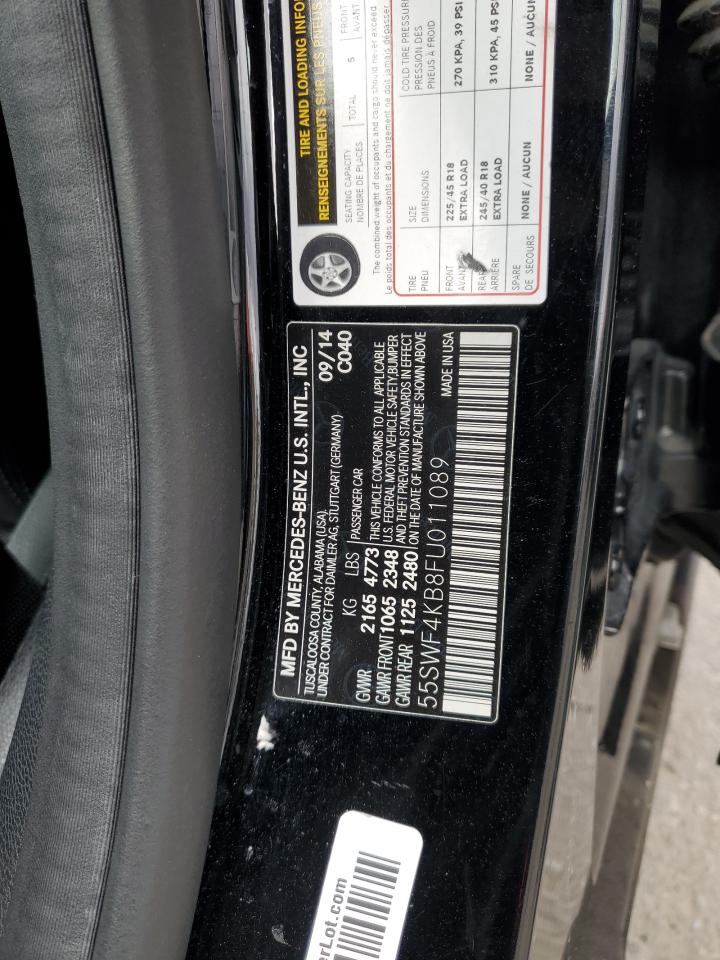 TIRE AND LOADING INFO
RENSEIGNEMENTS SUR LES PNEUS
SEATING CAPACITY
NOMBRE DE PLACES
TOTAL 5 FRONT
AVANT
The combined weight of occupants and cargo should never exceed
Le poids total des occupants et du chargement ne doit jamais dépasser
TIRE SIZE COLD TIRE PRESSURE
PNEU DIMENSIONS PRESSION DES
PNEUS À FROID
FRONT 225/45 R18 270 KPA, 39 PSI
AVANT EXTRA LOAD
REAR 245/40 R18 310 KPA, 45 PSI
ARRIÈRE EXTRA LOAD
SPARE NONE / AUCUN NONE / AUCUN
DE SECOURS
MFD BY MERCEDES-BENZ U.S. INTL., INC 09/14
TUSCALOOSA COUNTY, ALABAMA (USA) C040
UNDER CONTRACT FOR DAIMLER AG, STUTTGART (GERMANY)
KG LBS PASSENGER CAR
GVWR 2165 4773 THIS VEHICLE CONFORMS TO ALL APPLICABLE
GAWR FRONT 1065 2348 U.S. FEDERAL MOTOR VEHICLE SAFETY, BUMPER
GAWR REAR 1125 2480 AND THEFT PREVENTION STANDARDS IN EFFECT
ON THE DATE OF MANUFACTURE SHOWN ABOVE
55SWF4KB8FU011089 MADE IN USA
erLot.com